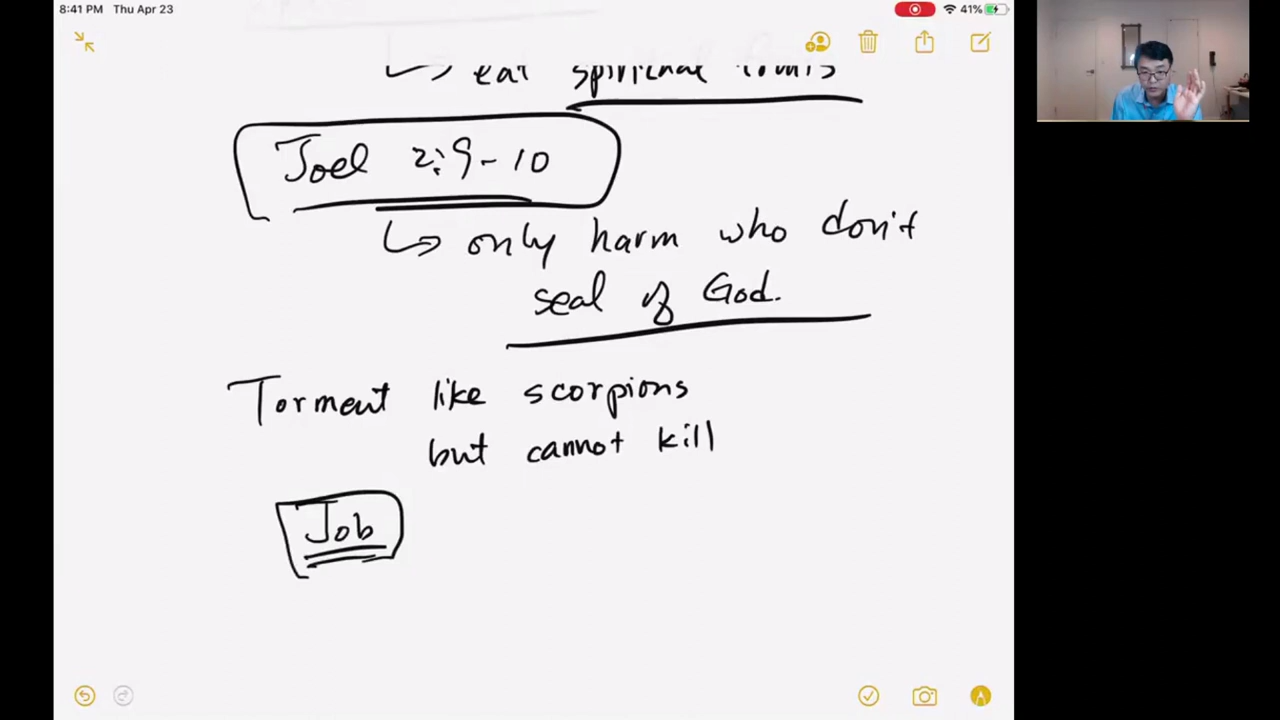 8:41 PM Thu Apr 23
41%
↳ eat spiritual
Joel 2:9-10
↳ only harm who don't
seal of God.
Torment like scorpions
but cannot kill
Job